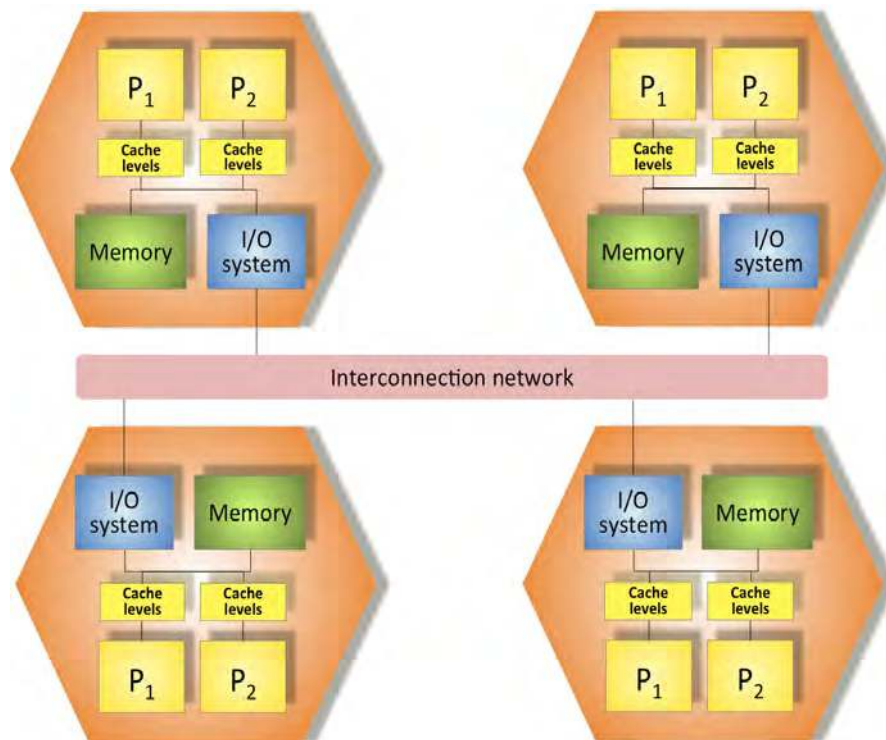 P1 P2
P1 P2
Cache levels
Cache levels
Cache levels
Cache levels
Memory
I/O system
Memory
I/O system
Interconnection network
I/O system
Memory
I/O system
Memory
Cache levels
Cache levels
Cache levels
Cache levels
P1 P2
P1 P2